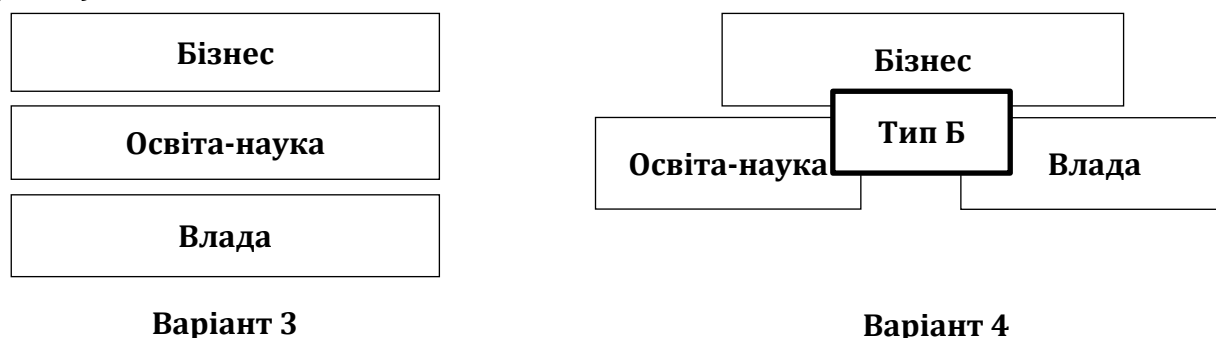 Бізнес
Освіта-наука
Влада
Варіант 3
Бізнес
Тип Б
Освіта-наука
Влада
Варіант 4